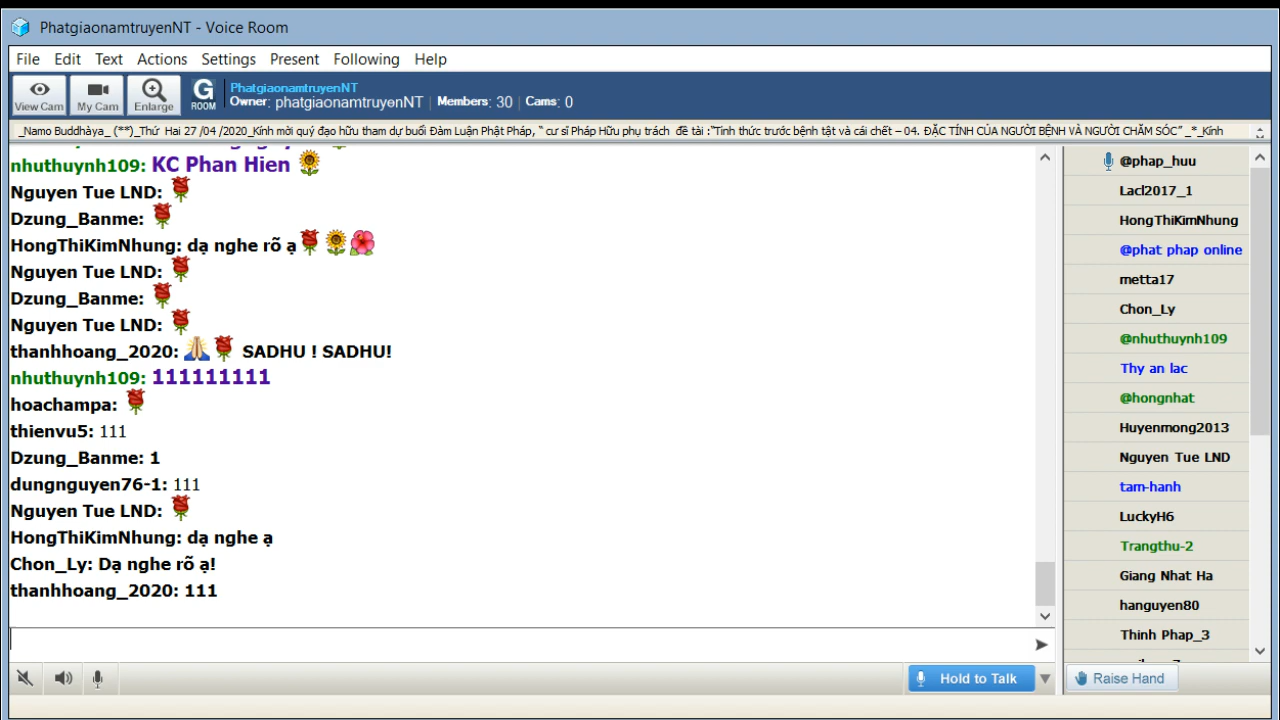 PhatgiaonamtruyenNT - Voice Room
File Edit Text Actions Settings Present Following Help
View Cam My Cam Enlarge G ROOM
PhatgiaonamtruyenNT
Owner: phatgiaonamtruyenNT | Members: 30 | Cams: 0
_Namo Buddhàya_ (**)_Thứ Hai 27 /04 /2020_Kính mời quý đạo hữu tham dự buổi Đàm Luận Phật Pháp, “ cư sĩ Pháp Hữu phụ trách đề tài :“Tỉnh thức trước bệnh tật và cái chết – 04. ĐẶC TÍNH CỦA NGƯỜI BỆNH VÀ NGƯỜI CHĂM SÓC” _*_Kính
nhuthuynh109: KC Phan Hien
Nguyen Tue LND:
Dzung_Banme:
HongThiKimNhung: dạ nghe rõ ạ
Nguyen Tue LND:
Dzung_Banme:
Nguyen Tue LND:
thanhhoang_2020: SADHU ! SADHU!
nhuthuynh109: 111111111
hoachampa:
thienvu5: 111
Dzung_Banme: 1
dungnguyen76-1: 111
Nguyen Tue LND:
HongThiKimNhung: dạ nghe ạ
Chon_Ly: Dạ nghe rõ ạ!
thanhhoang_2020: 111
@phap_huu
Lacl2017_1
HongThiKimNhung
@phat phap online
metta17
Chon_Ly
@nhuthuynh109
Thy an lac
@hongnhat
Huyenmong2013
Nguyen Tue LND
tam-hanh
LuckyH6
Trangthu-2
Giang Nhat Ha
hanguyen80
Thinh Phap_3
Hold to Talk
Raise Hand